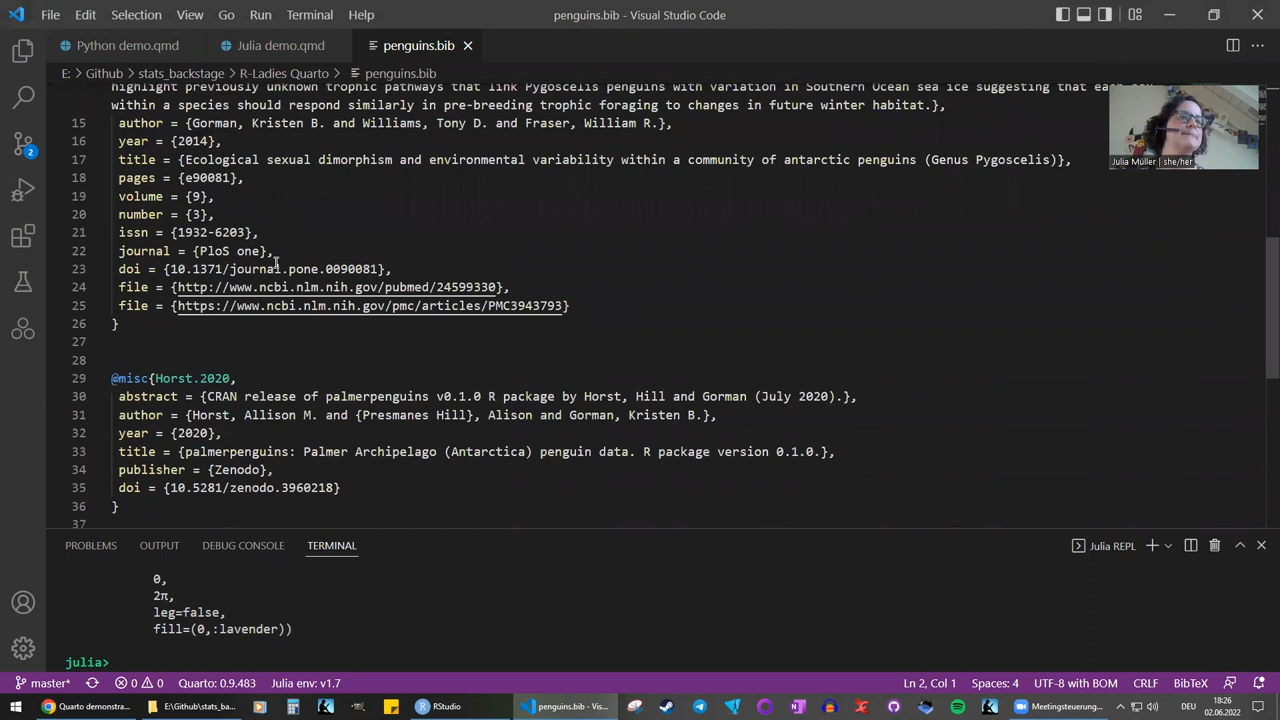 File Edit Selection View Go Run Terminal Help penguins.bib - Visual Studio Code
Python demo.qmd Julia demo.qmd penguins.bib
E: > Github > stats_backstage > R-Ladies Quarto > penguins.bib
highlight previously unknown trophic pathways that link Pygoscelis penguins with variation in Southern Ocean sea ice suggesting that each
within a species should respond similarly in pre-breeding trophic foraging to changes in future winter habitat.},
15 author = {Gorman, Kristen B. and Williams, Tony D. and Fraser, William R.},
16 year = {2014},
17 title = {Ecological sexual dimorphism and environmental variability within a community of antarctic penguins (Genus Pygoscelis)},
18 pages = {e90081},
19 volume = {9},
20 number = {3},
21 issn = {1932-6203},
22 journal = {PloS one},
23 doi = {10.1371/journal.pone.0090081},
24 file = {http://www.ncbi.nlm.nih.gov/pubmed/24599330},
25 file = {https://www.ncbi.nlm.nih.gov/pmc/articles/PMC3943793}
26 }
27
28
29 @misc{Horst.2020,
30 abstract = {CRAN release of palmerpenguins v0.1.0 R package by Horst, Hill and Gorman (July 2020).},
31 author = {Horst, Allison M. and {Presmanes Hill}, Alison and Gorman, Kristen B.},
32 year = {2020},
33 title = {palmerpenguins: Palmer Archipelago (Antarctica) penguin data. R package version 0.1.0.},
34 publisher = {Zenodo},
35 doi = {10.5281/zenodo.3960218}
36 }
37
Julia Müller | she/her
2
PROBLEMS OUTPUT DEBUG CONSOLE TERMINAL Julia REPL
0,
2π,
leg=false,
fill=(0,:lavender))
julia>
master* 0 0 Quarto: 0.9.483 Julia env: v1.7 Ln 2, Col 1 Spaces: 4 UTF-8 with BOM CRLF BibTeX
Quarto demonstra... E:\Github\stats_ba... RStudio penguins.bib - Vis... Meetingsteuerung... DEU 18:26
02.06.2022